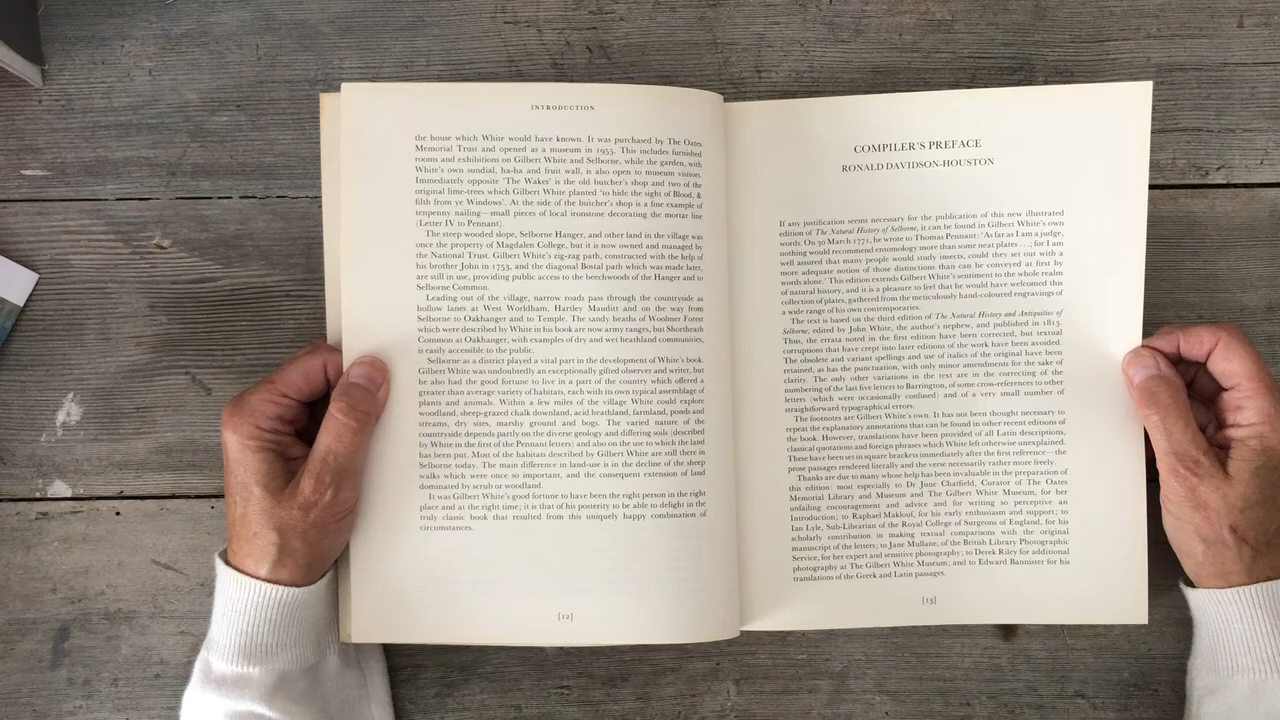 INTRODUCTION
the house which White would have known. It was purchased by The Oates
Memorial Trust and opened as a museum in 1955. This includes furnished
rooms and exhibitions on Gilbert White and Selborne, while the garden, with
White's own sundial, ha-ha and fruit wall, is also open to museum visitors.
Immediately opposite 'The Wakes' is the old butcher's shop and two of the
original lime-trees which Gilbert White planted 'to hide the sight of Blood, &
filth from ye Windows'. At the side of the butcher's shop is a fine example of
tenpenny nailing—small pieces of local ironstone decorating the mortar line
(Letter IV to Pennant).
The steep wooded slope, Selborne Hanger, and other land in the village was
once the property of Magdalen College, but it is now owned and managed by
the National Trust. Gilbert White's zig-zag path, constructed with the help of
his brother John in 1753, and the diagonal Bostal path which was made later,
are still in use, providing public access to the beechwoods of the Hanger and to
Selborne Common.
Leading out of the village, narrow roads pass through the countryside as
hollow lanes at West Worldham, Hartley Mauditt and on the way from
Selborne to Oakhanger and to Temple. The sandy heaths of Woolmer Forest
which were described by White in his book are now army ranges, but Shortheath
Common at Oakhanger, with examples of dry and wet heathland communities,
is easily accessible to the public.
Selborne as a district played a vital part in the development of White's book.
Gilbert White was undoubtedly an exceptionally gifted observer and writer, but
he also had the good fortune to live in a part of the country which offered a
greater than average variety of habitats, each with its own typical assemblage of
plants and animals. Within a few miles of the village White could explore
woodland, sheep-grazed chalk downland, acid heathland, farmland, ponds and
streams, dry sites, marshy ground and bogs. The varied nature of the
countryside depends partly on the diverse geology and differing soils (described
by White in the first of the Pennant letters) and also on the use to which the land
has been put. Most of the habitats described by Gilbert White are still there in
Selborne today. The main difference in land-use is in the decline of the sheep
walks which were once so important, and the consequent extension of land
dominated by scrub or woodland.
It was Gilbert White's good fortune to have been the right person in the right
place and at the right time; it is that of his posterity to be able to delight in the
truly classic book that resulted from this uniquely happy combination of
circumstances.
[12]
COMPILER'S PREFACE
RONALD DAVIDSON-HOUSTON
If any justification seems necessary for the publication of this new illustrated
edition of The Natural History of Selborne, it can be found in Gilbert White's own
words. On 30 March 1771, he wrote to Thomas Pennant: 'As far as I am a judge,
nothing would recommend entomology more than some neat plates . . .; for I am
well assured that many people would study insects, could they set out with a
more adequate notion of those distinctions than can be conveyed at first by
words alone.' This edition extends Gilbert White's sentiment to the whole realm
of natural history, and it is a pleasure to feel that he would have welcomed this
collection of plates, gathered from the meticulously hand-coloured engravings of
a wide range of his own contemporaries.
The text is based on the third edition of The Natural History and Antiquities of
Selborne, edited by John White, the author's nephew, and published in 1813.
Thus, the errata noted in the first edition have been corrected, but textual
corruptions that have crept into later editions of the work have been avoided.
The obsolete and variant spellings and use of italics of the original have been
retained, as has the punctuation, with only minor amendments for the sake of
clarity. The only other variations in the text are in the correcting of the
numbering of the last five letters to Barrington, of some cross-references to other
letters (which were occasionally confused) and of a very small number of
straightforward typographical errors.
The footnotes are Gilbert White's own. It has not been thought necessary to
repeat the explanatory annotations that can be found in other recent editions of
the book. However, translations have been provided of all Latin descriptions,
classical quotations and foreign phrases which White left otherwise unexplained.
These have been set in square brackets immediately after the first reference—the
prose passages rendered literally and the verse necessarily rather more freely.
Thanks are due to many whose help has been invaluable in the preparation of
this edition: most especially to Dr June Chatfield, Curator of The Oates
Memorial Library and Museum and The Gilbert White Museum, for her
unfailing encouragement and advice and for writing so perceptive an
Introduction; to Raphael Maklouf, for his early enthusiasm and support; to
Ian Lyle, Sub-Librarian of the Royal College of Surgeons of England, for his
scholarly contribution in making textual comparisons with the original
manuscript of the letters; to Jane Mullane, of the British Library Photographic
Service, for her expert and sensitive photography; to Derek Riley for additional
photography at The Gilbert White Museum; and to Edward Bannister for his
translations of the Greek and Latin passages.
[13]